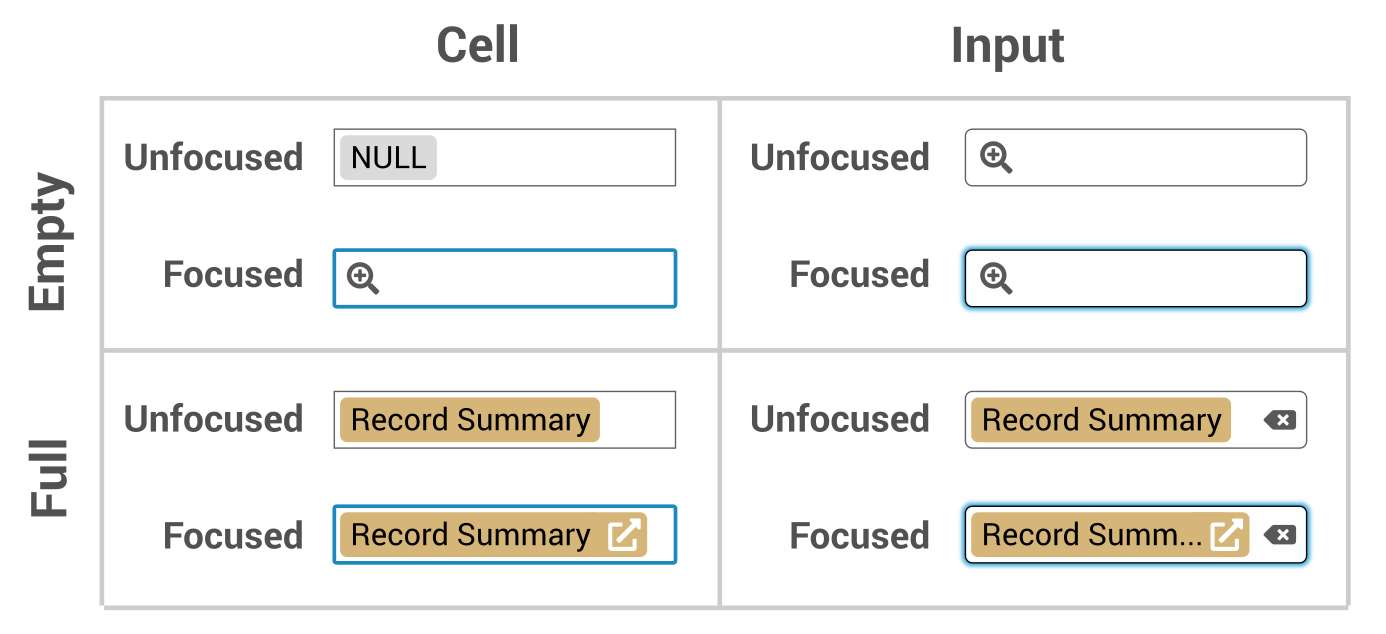 Cell Input
Empty
Unfocused NULL Unfocused
Focused Focused
Full
Unfocused Record Summary Unfocused Record Summary
Focused Record Summary Focused Record Summ...